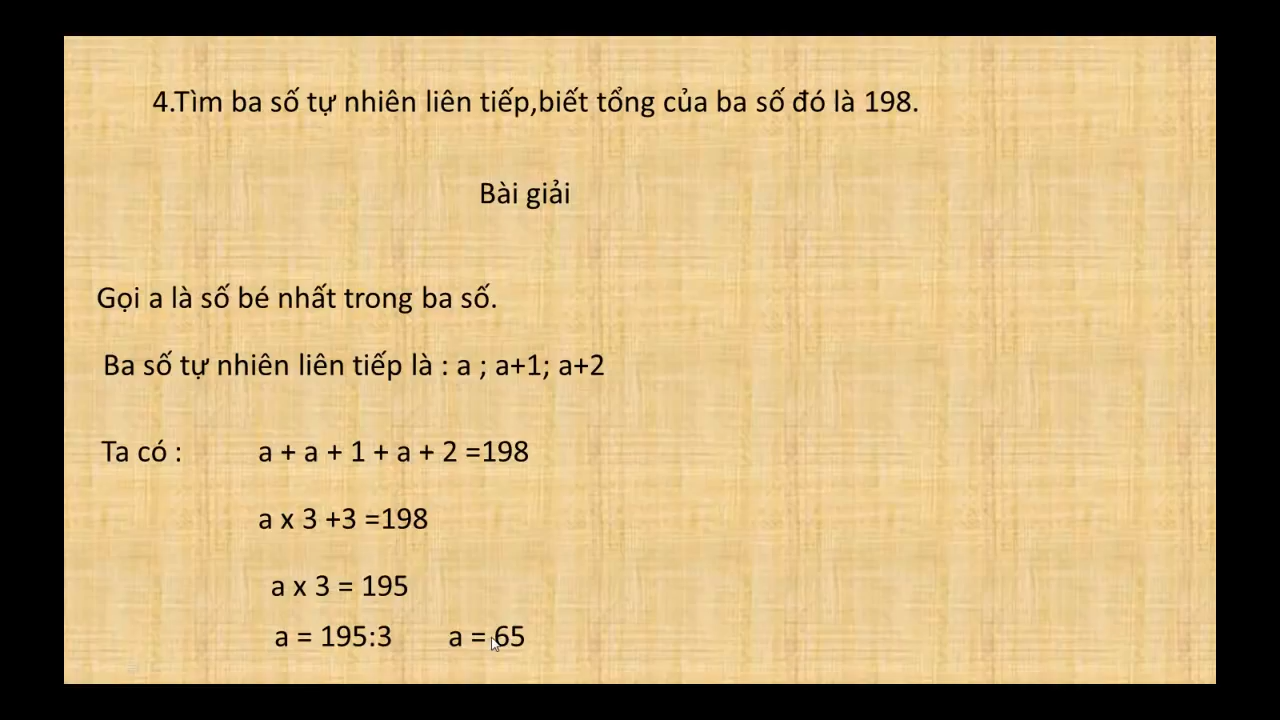 4.Tìm ba số tự nhiên liên tiếp,biết tổng của ba số đó là 198.
Bài giải
Gọi a là số bé nhất trong ba số.
Ba số tự nhiên liên tiếp là : a ; a+1; a+2
Ta có : a + a + 1 + a + 2 =198
a x 3 +3 =198
a x 3 = 195
a = 195:3 a = 65